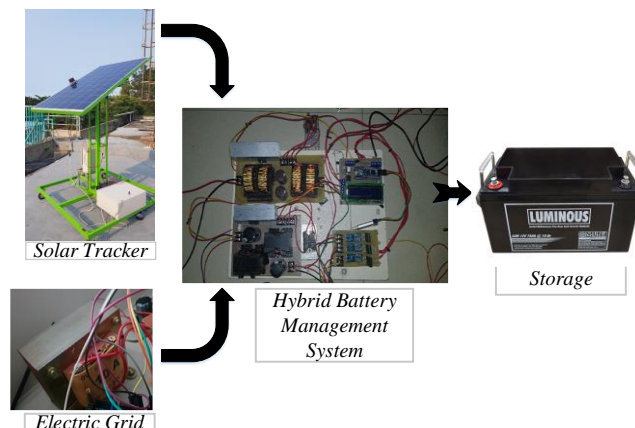 Solar Tracker
Electric Grid
Hybrid Battery
Management
System
LUMINOUS
Storage